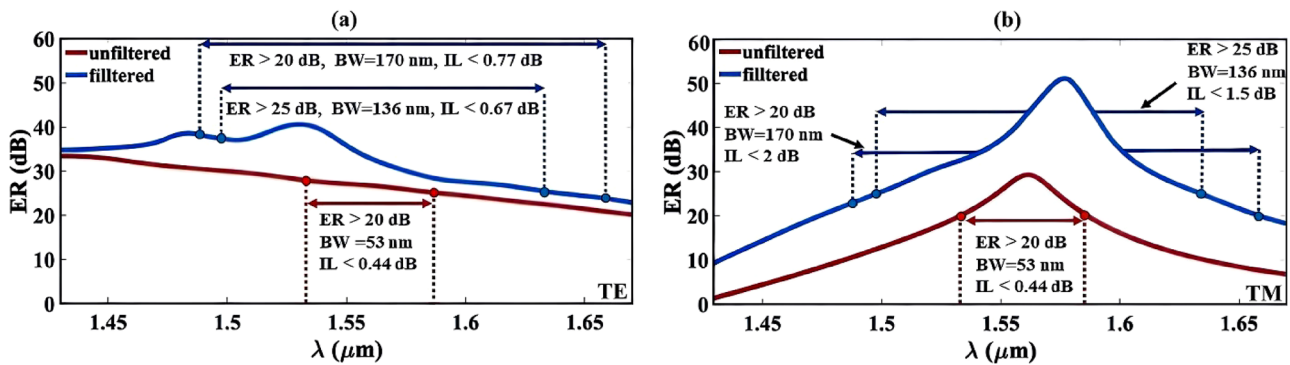 (a)
ER (dB)
60
50
40
30
20
10
0
unfiltered
filltered
ER > 20 dB, BW=170 nm, IL < 0.77 dB
ER > 25 dB, BW=136 nm, IL < 0.67 dB
ER > 20 dB
BW =53 nm
IL < 0.44 dB
TE
1.45
1.5
1.55
1.6
1.65
λ (μm)
(b)
ER (dB)
60
50
40
30
20
10
0
unfiltered
filltered
ER > 25 dB
BW=136 nm
IL < 1.5 dB
ER > 20 dB
BW=170 nm
IL < 2 dB
ER > 20 dB
BW=53 nm
IL < 0.44 dB
TM
1.45
1.5
1.55
1.6
1.65
λ (μm)